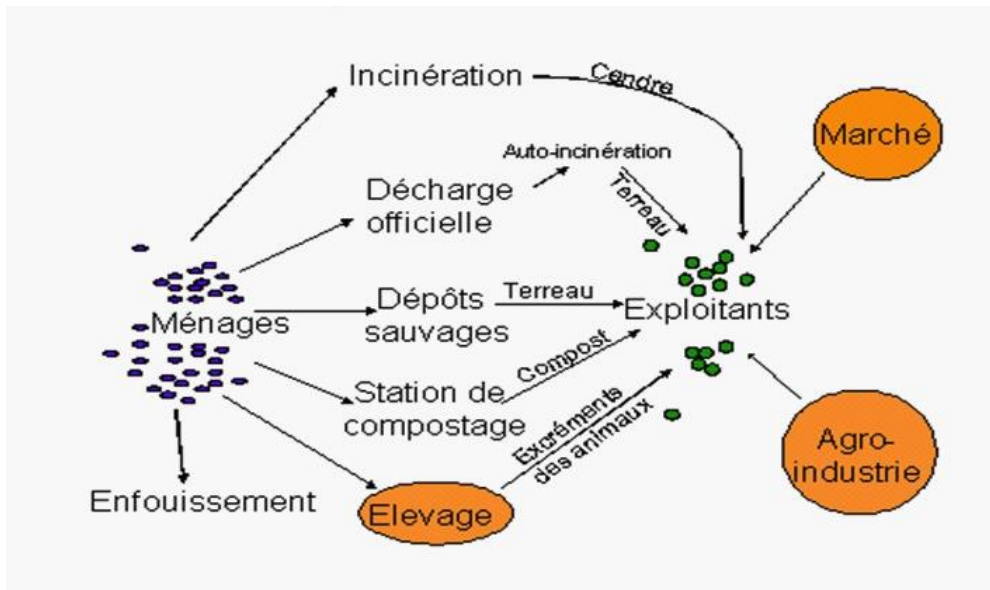 Incinération
Cendre
Marché
Auto-incinération
Décharge
officielle
Terreau
Ménages
Dépôts
sauvages
Terreau
Exploitants
Station de
compostage
Compost
Excréments
des animaux
Agro-
industrie
Enfouissement
Elevage